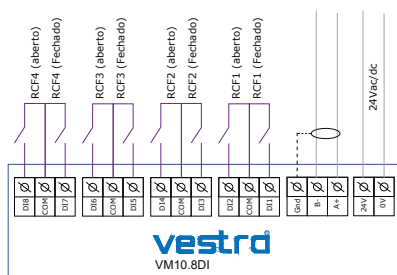 RCF4 (aberto)
RCF4 (Fechado)
RCF3 (aberto)
RCF3 (Fechado)
RCF2 (aberto)
RCF2 (Fechado)
RCF1 (aberto)
RCF1 (Fechado)
24Vac/dc
DI8
COM
DI7
DI6
COM
DI5
DI4
COM
DI3
DI2
COM
DI1
Gnd
B-
A+
24V
0V
vestra
VM10.8DI